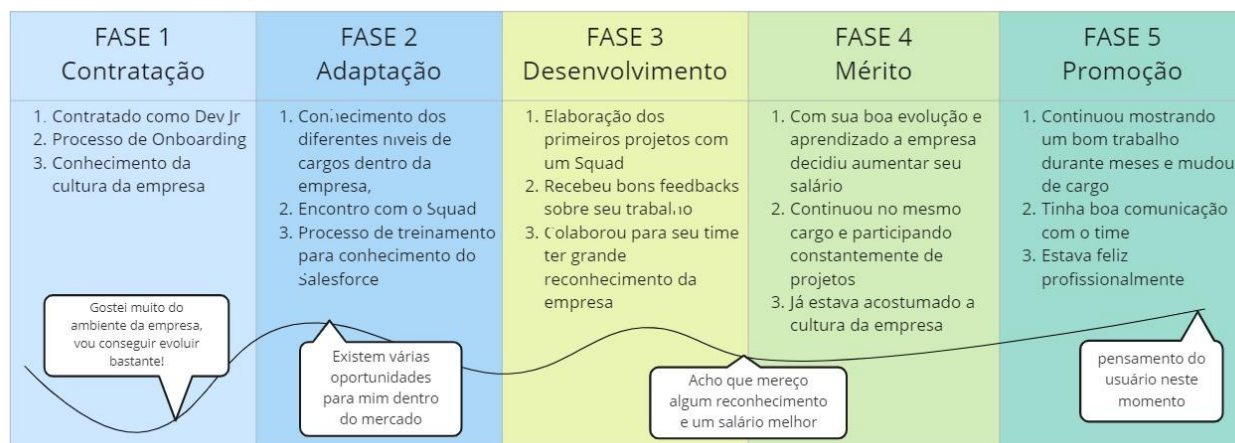 FASE 1
Contratação
1. Contratado como Dev Jr
2. Processo de Onboarding
3. Conhecimento da
cultura da empresa
Gostei muito do
ambiente da empresa,
vou conseguir evoluir
bastante!
FASE 2
Adaptação
1. Conhecimento dos
diferentes níveis de
cargos dentro da
empresa,
2. Encontro com o Squad
3. Processo de treinamento
para conhecimento do
Salesforce
Existem várias
oportunidades
para mim dentro
do mercado
FASE 3
Desenvolvimento
1. Elaboração dos
primeiros projetos com
um Squad
2. Recebeu bons feedbacks
sobre seu trabalho
3. Colaborou para seu time
ter grande
reconhecimento da
empresa
Acho que mereço
algum reconhecimento
e um salário melhor
FASE 4
Mérito
1. Com sua boa evolução e
aprendizado a empresa
decidiu aumentar seu
salário
2. Continuou no mesmo
cargo e participando
constantemente de
projetos
3. Já estava acostumado a
cultura da empresa
FASE 5
Promoção
1. Continuou mostrando
um bom trabalho
durante meses e mudou
de cargo
2. Tinha boa comunicação
com o time
3. Estava feliz
profissionalmente
pensamento do
usuário neste
momento